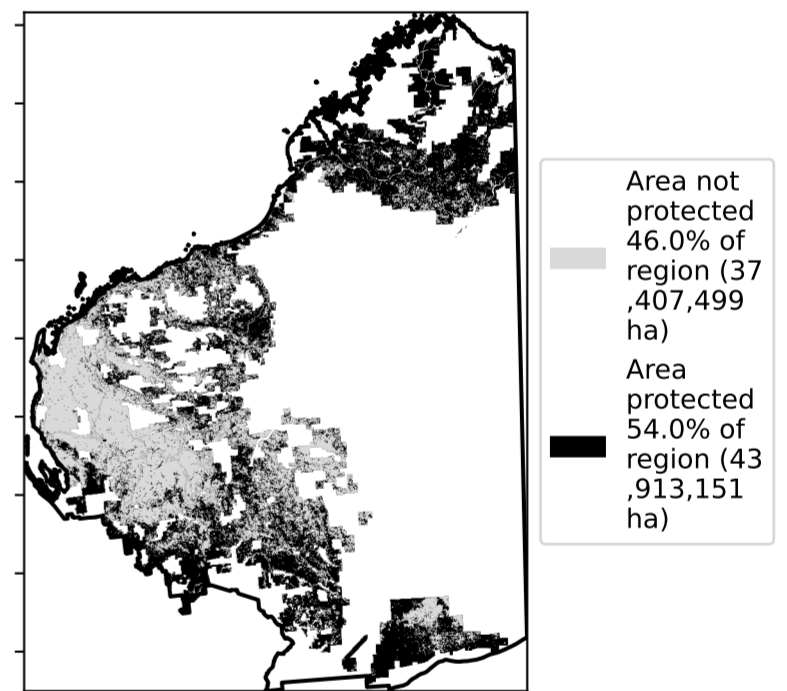 Area not
protected
46.0% of
region (37
,407,499
ha)
Area
protected
54.0% of
region (43
,913,151
ha)